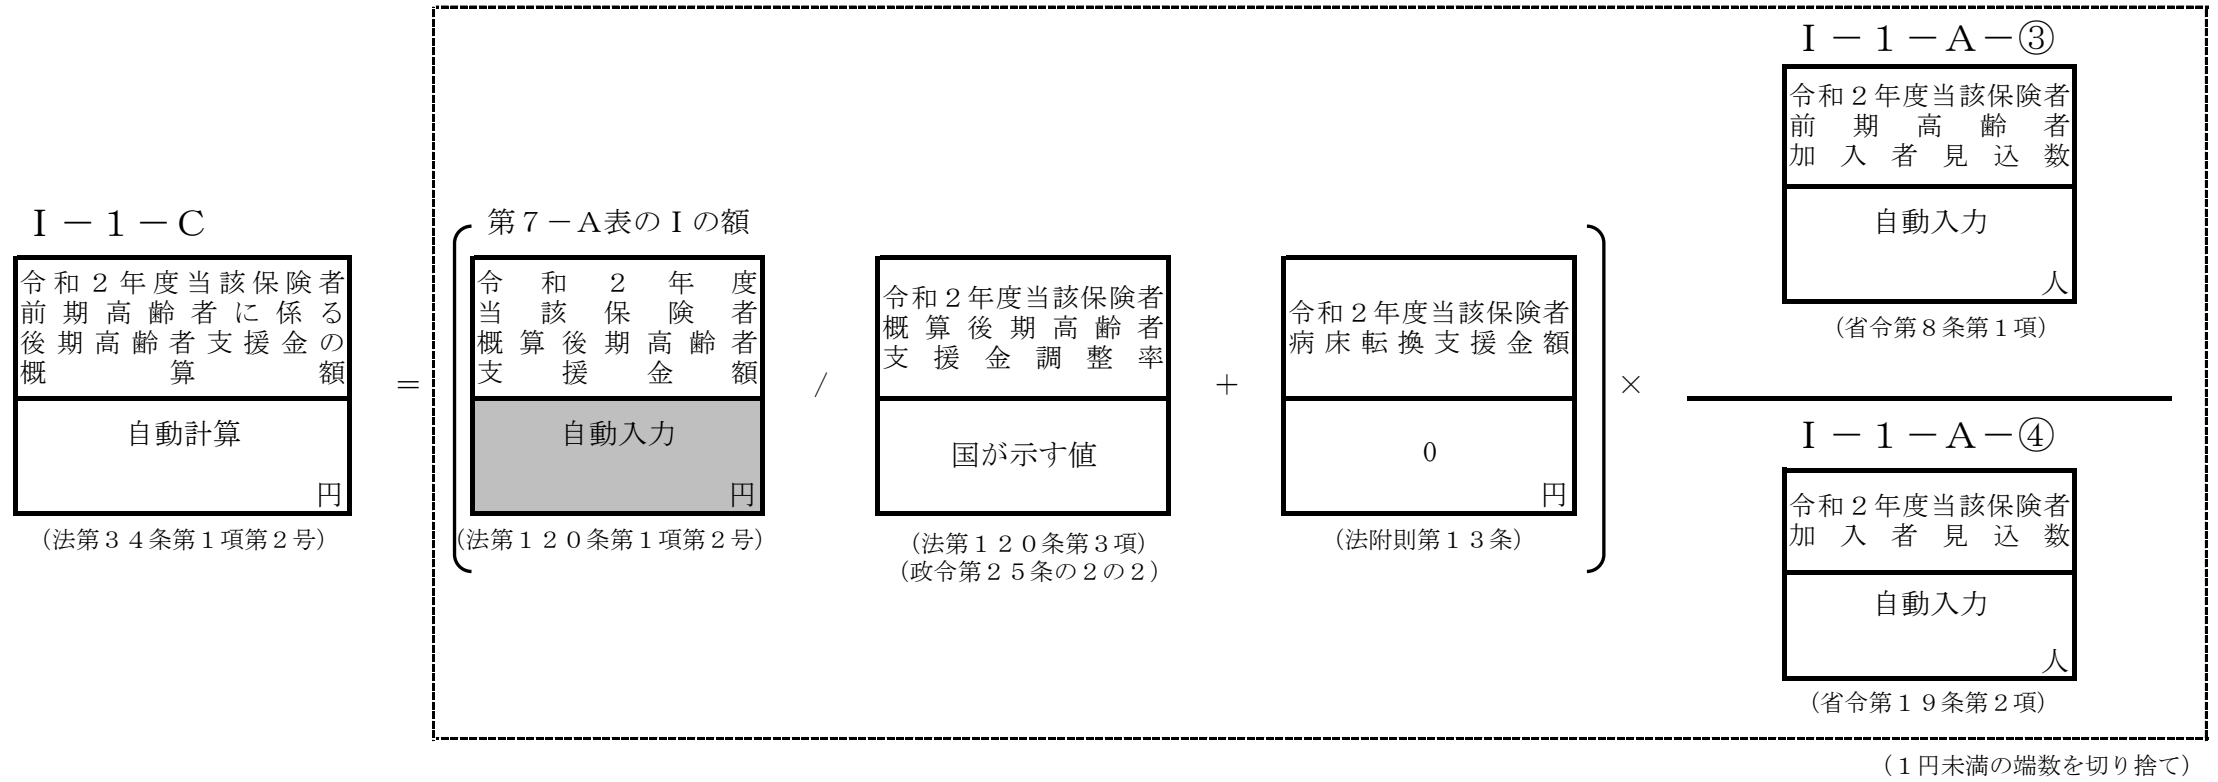 Ⅰ－１－Ａ－③
令和２年度当該保険者
前期高齢者
加入者見込数
自動入力
人
（省令第８条第１項）
Ⅰ－１－Ｃ
令和２年度当該保険者
前期高齢者に係る
後期高齢者支援金の
概算額
自動計算
円
（法第３４条第１項第２号）
＝
第７－Ａ表のⅠの額
令和２年度
当該保険者
概算後期高齢者
支援金額
自動入力
円
（法第１２０条第１項第２号）
/
令和２年度当該保険者
概算後期高齢者
支援金調整率
国が示す値
（法第１２０条第３項）
（政令第２５条の２の２）
＋
令和２年度当該保険者
病床転換支援金額
0
円
（法附則第１３条）
×
Ⅰ－１－Ａ－④
令和２年度当該保険者
加入者見込数
自動入力
人
（省令第１９条第２項）
（１円未満の端数を切り捨て）